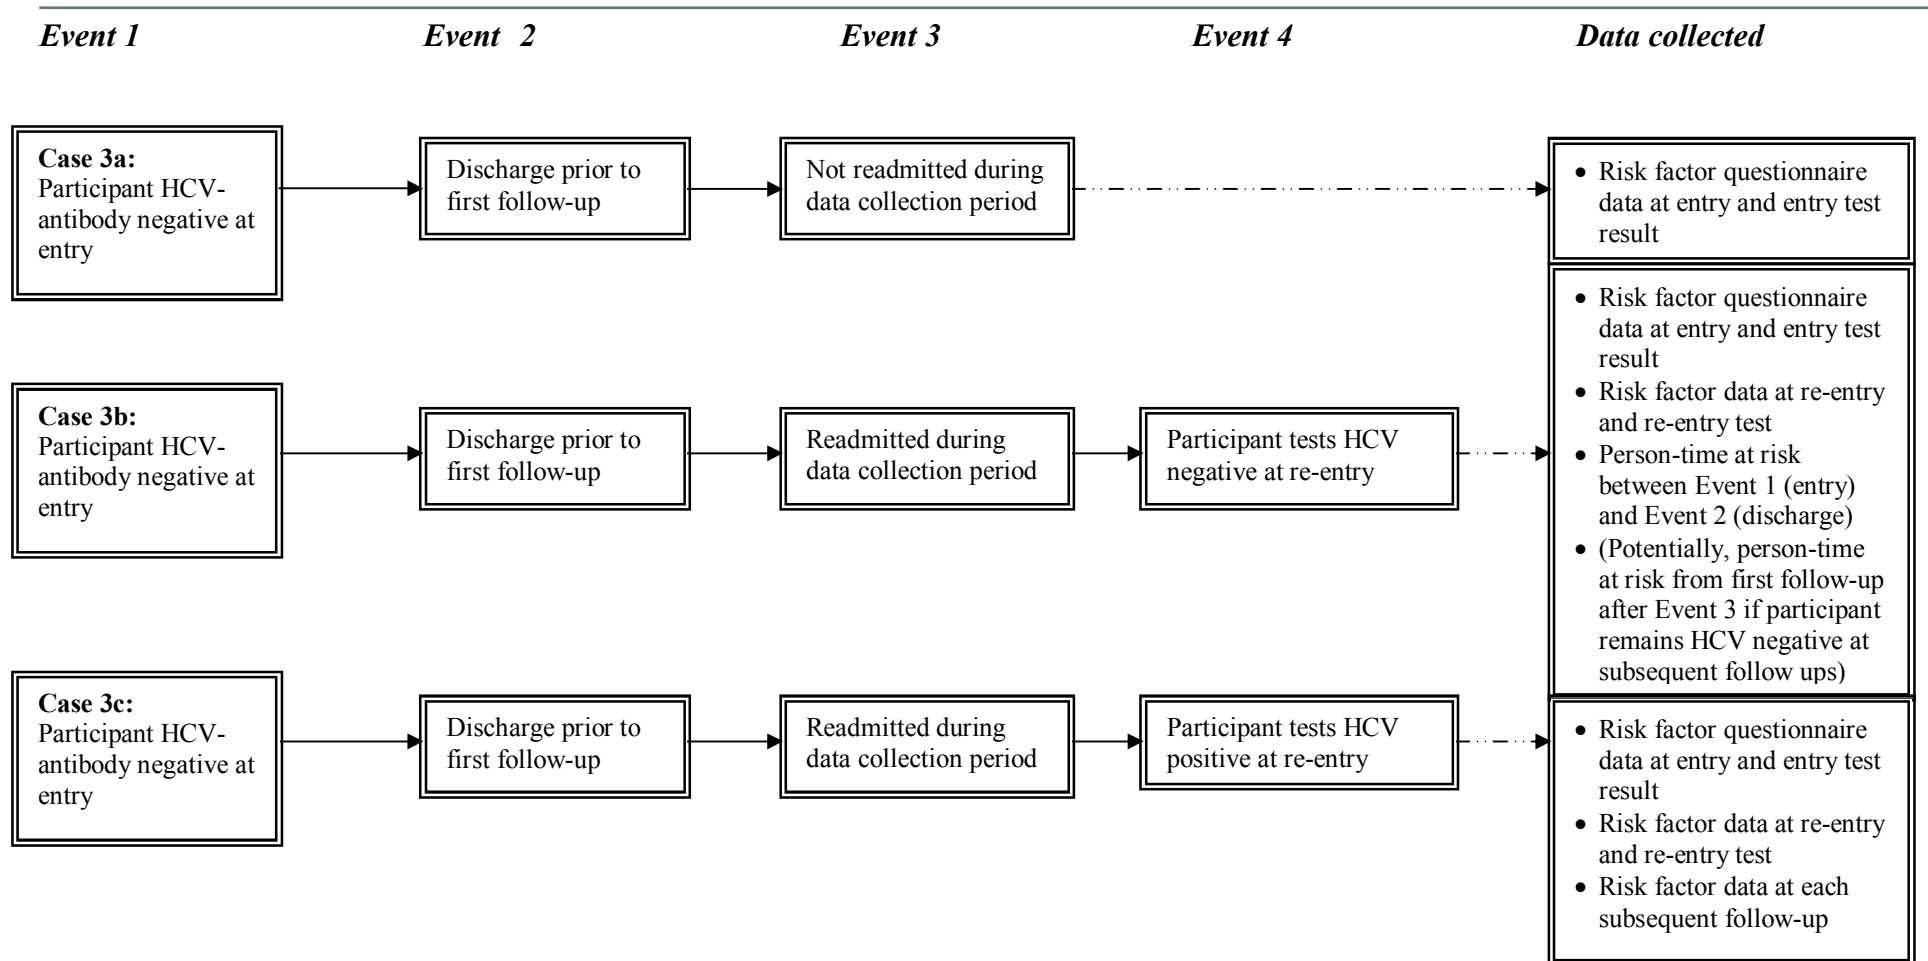 Event 1
Event 2
Event 3
Event 4
Data collected
Case 3a:
Participant HCV-
antibody negative at
entry
Discharge prior to
first follow-up
Not readmitted during
data collection period
• Risk factor questionnaire
data at entry and entry test
result
Case 3b:
Participant HCV-
antibody negative at
entry
Discharge prior to
first follow-up
Readmitted during
data collection period
Participant tests HCV
negative at re-entry
• Risk factor questionnaire
data at entry and entry test
result
• Risk factor data at re-entry
and re-entry test
• Person-time at risk
between Event 1 (entry)
and Event 2 (discharge)
• (Potentially, person-time
at risk from first follow-up
after Event 3 if participant
remains HCV negative at
subsequent follow ups)
Case 3c:
Participant HCV-
antibody negative at
entry
Discharge prior to
first follow-up
Readmitted during
data collection period
Participant tests HCV
positive at re-entry
• Risk factor questionnaire
data at entry and entry test
result
• Risk factor data at re-entry
and re-entry test
• Risk factor data at each
subsequent follow-up